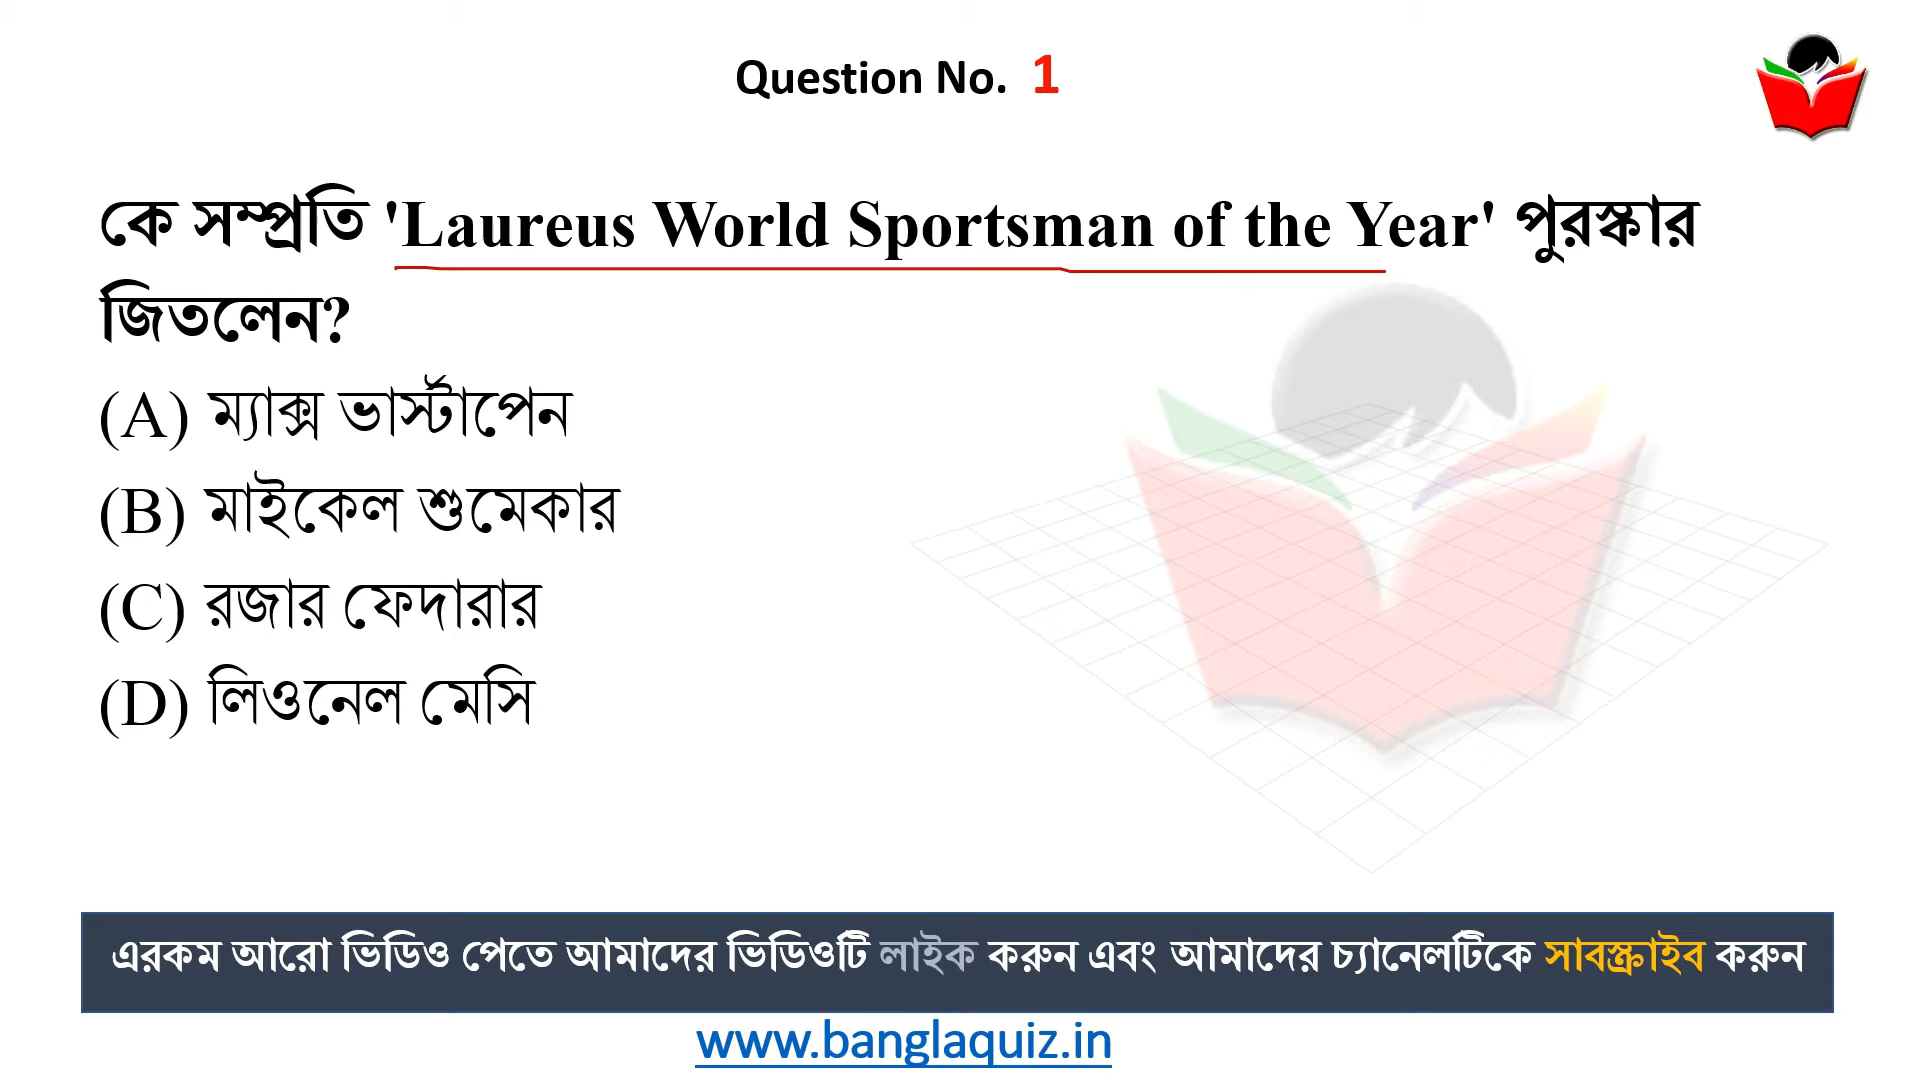 Question No. 1
কে সম্প্রতি 'Laureus World Sportsman of the Year' পুরস্কার
জিতলেন?
(A) ম্যাক্স ভার্স্টাপেন
(B) মাইকেল শুমেকার
(C) রজার ফেদারার
(D) লিওনেল মেসি
এরকম আরো ভিডিও পেতে আমাদের ভিডিওটি লাইক করুন এবং আমাদের চ্যানেলটিকে সাবস্ক্রাইব করুন
www.banglaquiz.in